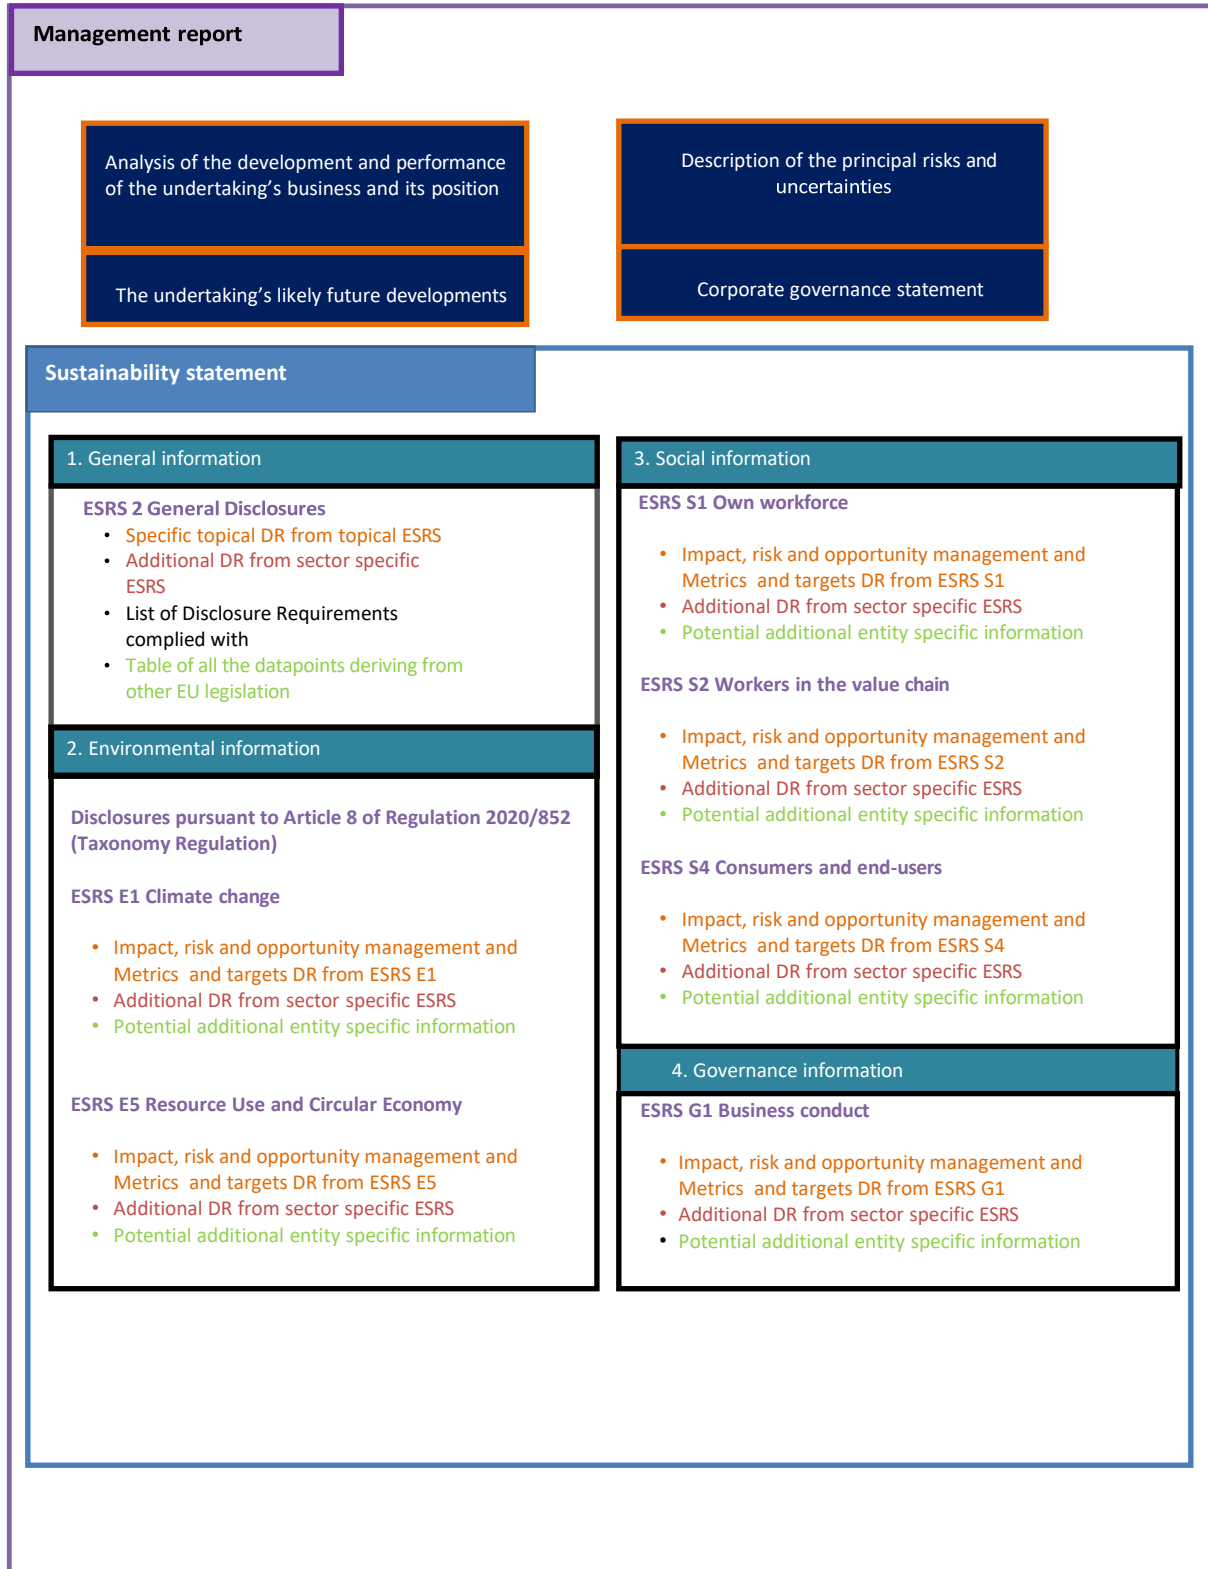 Management report
Analysis of the development and performance
of the undertaking's business and its position
The undertaking's likely future developments
Description of the principal risks and
uncertainties
Corporate governance statement
Sustainability statement
1. General information
ESRS 2 General Disclosures
• Specific topical DR from topical ESRS
• Additional DR from sector specific
ESRS
• List of Disclosure Requirements
complied with
• Table of all the datapoints deriving from
other EU legislation
2. Environmental information
Disclosures pursuant to Article 8 of Regulation 2020/852
(Taxonomy Regulation)
ESRS E1 Climate change
• Impact, risk and opportunity management and
Metrics and targets DR from ESRS E1
• Additional DR from sector specific ESRS
• Potential additional entity specific information
ESRS E5 Resource Use and Circular Economy
• Impact, risk and opportunity management and
Metrics and targets DR from ESRS E5
• Additional DR from sector specific ESRS
• Potential additional entity specific information
3. Social information
ESRS S1 Own workforce
• Impact, risk and opportunity management and
Metrics and targets DR from ESRS S1
• Additional DR from sector specific ESRS
• Potential additional entity specific information
ESRS S2 Workers in the value chain
• Impact, risk and opportunity management and
Metrics and targets DR from ESRS S2
• Additional DR from sector specific ESRS
• Potential additional entity specific information
ESRS S4 Consumers and end-users
• Impact, risk and opportunity management and
Metrics and targets DR from ESRS S4
• Additional DR from sector specific ESRS
• Potential additional entity specific information
4. Governance information
ESRS G1 Business conduct
• Impact, risk and opportunity management and
Metrics and targets DR from ESRS G1
• Additional DR from sector specific ESRS
• Potential additional entity specific information